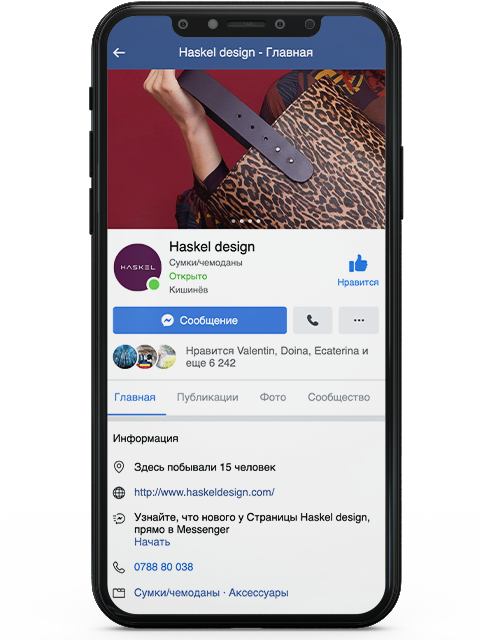 Haskel design - Главная
HASKEL
Haskel design
Сумки/чемоданы
Открыто
Кишинёв
Нравится
Сообщение
Нравится Valentin, Doina, Ecaterina и
еще 6 242
Главная
Публикации
Фото
Сообщество
Информация
Здесь побывали 15 человек
http://www.haskeldesign.com/
Узнайте, что нового у Страницы Haskel design,
прямо в Messenger
Начать
0788 80 038
Сумки/чемоданы · Аксессуары